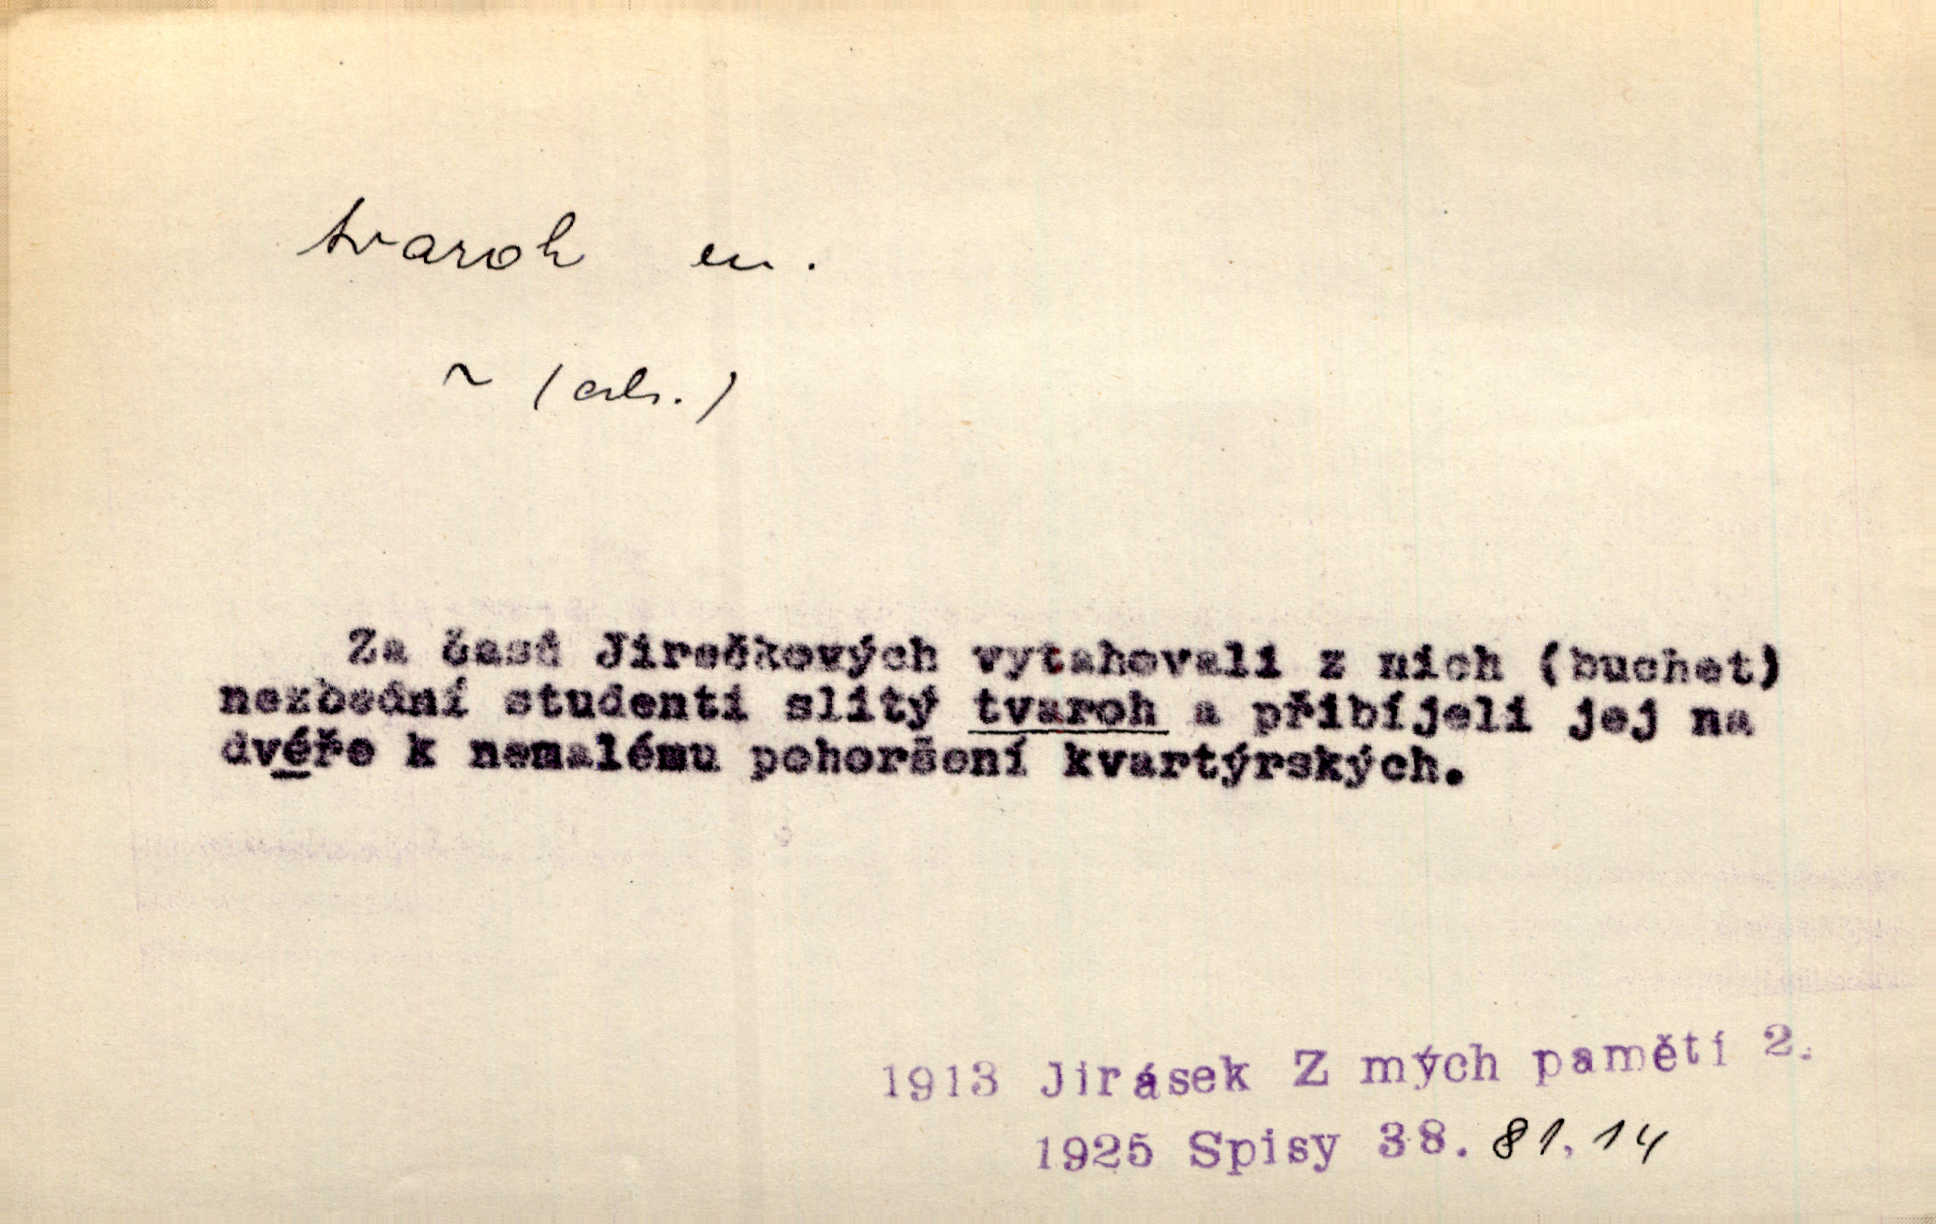 tvaroh m.
~ (als.)
Za časů Jirečkových vytahovali z nich (buchet)
nezbední studenti slitý tvaroh a přibíjeli jej na
dvéře k nemalému pohoršení kvartýrských.
1913 Jirásek Z mých pamětí 2.
1925 Spisy 38. 81, 14